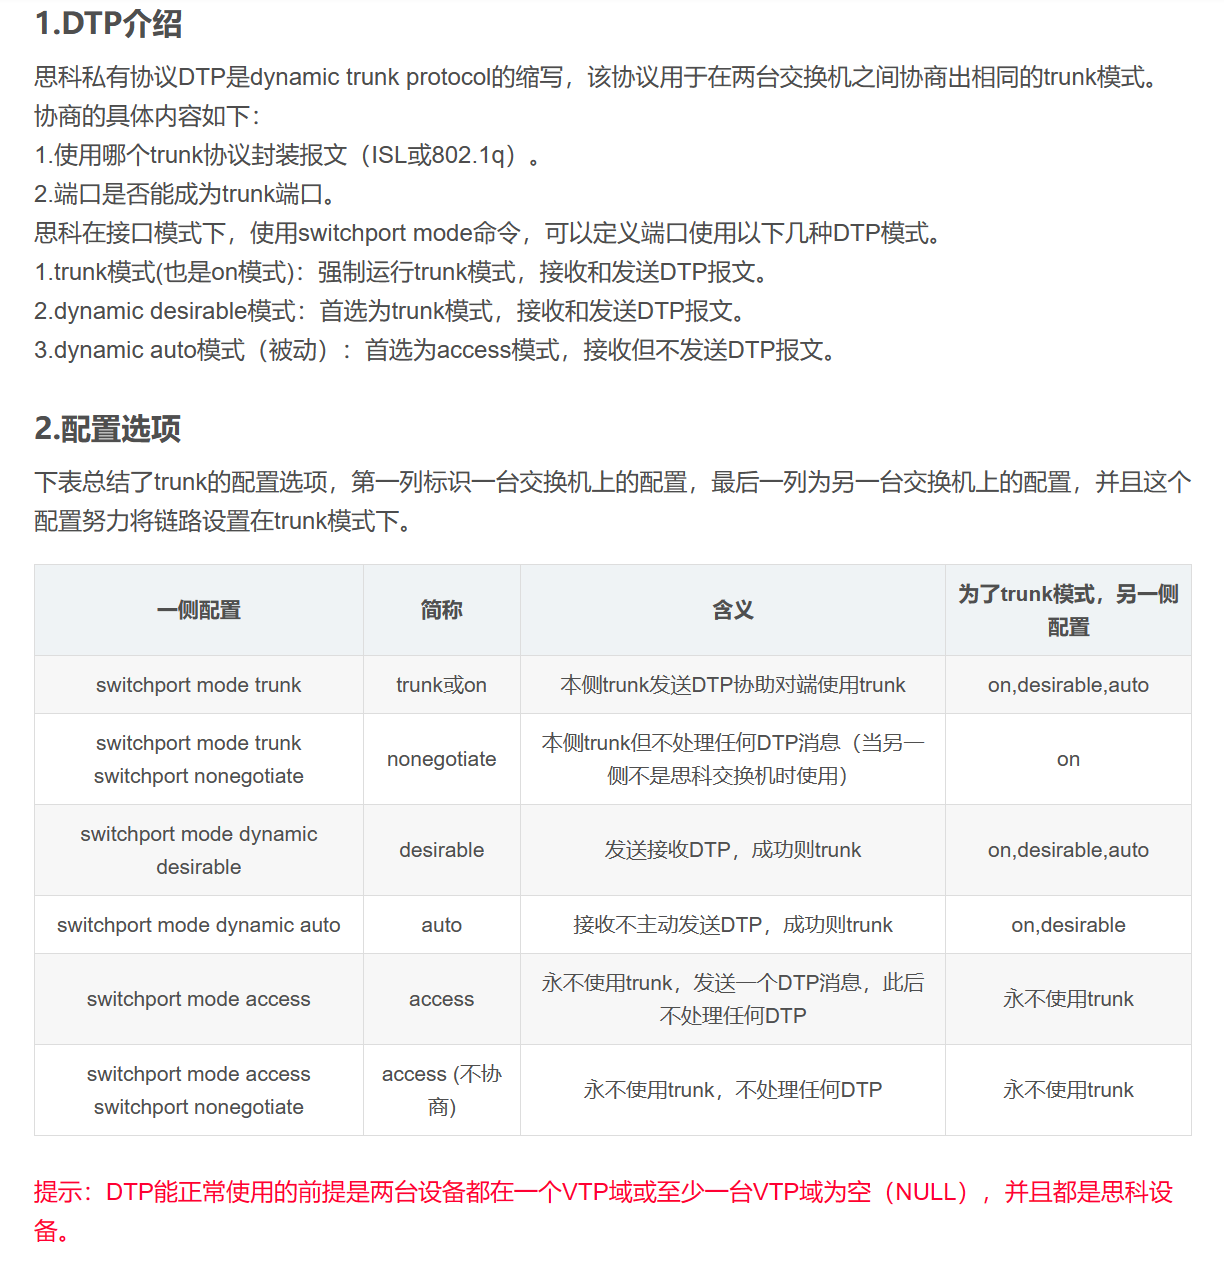 1.DTP介绍
思科私有协议DTP是dynamic trunk protocol的缩写，该协议用于在两台交换机之间协商出相同的trunk模式。
协商的具体内容如下：
1.使用哪个trunk协议封装报文（ISL或802.1q）。
2.端口是否能成为trunk端口。
思科在接口模式下，使用switchport mode命令，可以定义端口使用以下几种DTP模式。
1.trunk模式(也是on模式)：强制运行trunk模式，接收和发送DTP报文。
2.dynamic desirable模式：首选为trunk模式，接收和发送DTP报文。
3.dynamic auto模式（被动）：首选为access模式，接收但不发送DTP报文。
2.配置选项
下表总结了trunk的配置选项，第一列标识一台交换机上的配置，最后一列为另一台交换机上的配置，并且这个
配置努力将链路设置在trunk模式下。
一侧配置 简称 含义 为了trunk模式，另一侧
配置
switchport mode trunk trunk或on 本侧trunk发送DTP协助对端使用trunk on,desirable,auto
switchport mode trunk
switchport nonegotiate
nonegotiate
本侧trunk但不处理任何DTP消息（当另一
侧不是思科交换机时使用）
on
switchport mode dynamic
desirable
desirable
发送接收DTP，成功则trunk
on,desirable,auto
switchport mode dynamic auto auto 接收不主动发送DTP，成功则trunk on,desirable
switchport mode access
access
永不使用trunk，发送一个DTP消息，此后
不处理任何DTP
永不使用trunk
switchport mode access
switchport nonegotiate
access (不协
商)
永不使用trunk，不处理任何DTP
永不使用trunk
提示：DTP能正常使用的前提是两台设备都在一个VTP域或至少一台VTP域为空（NULL），并且都是思科设
备。